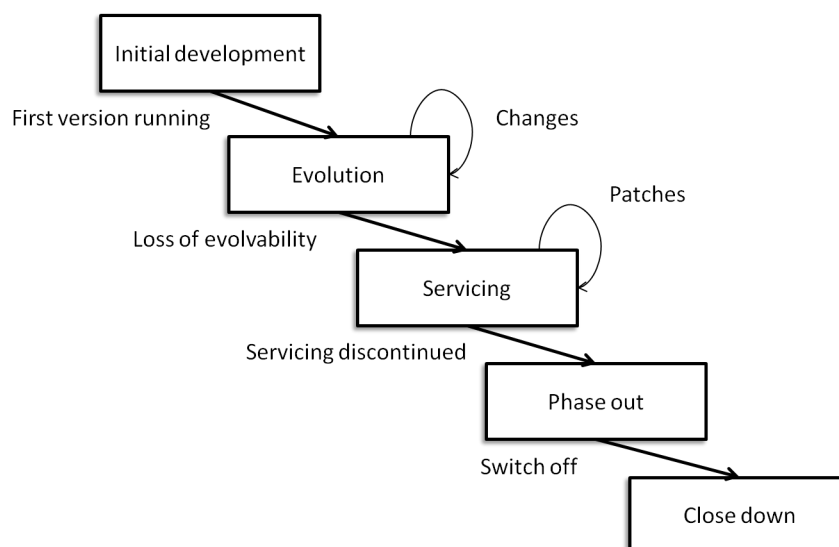 Initial development
First version running
Changes
Evolution
Patches
Loss of evolvability
Servicing
Servicing discontinued
Phase out
Switch off
Close down